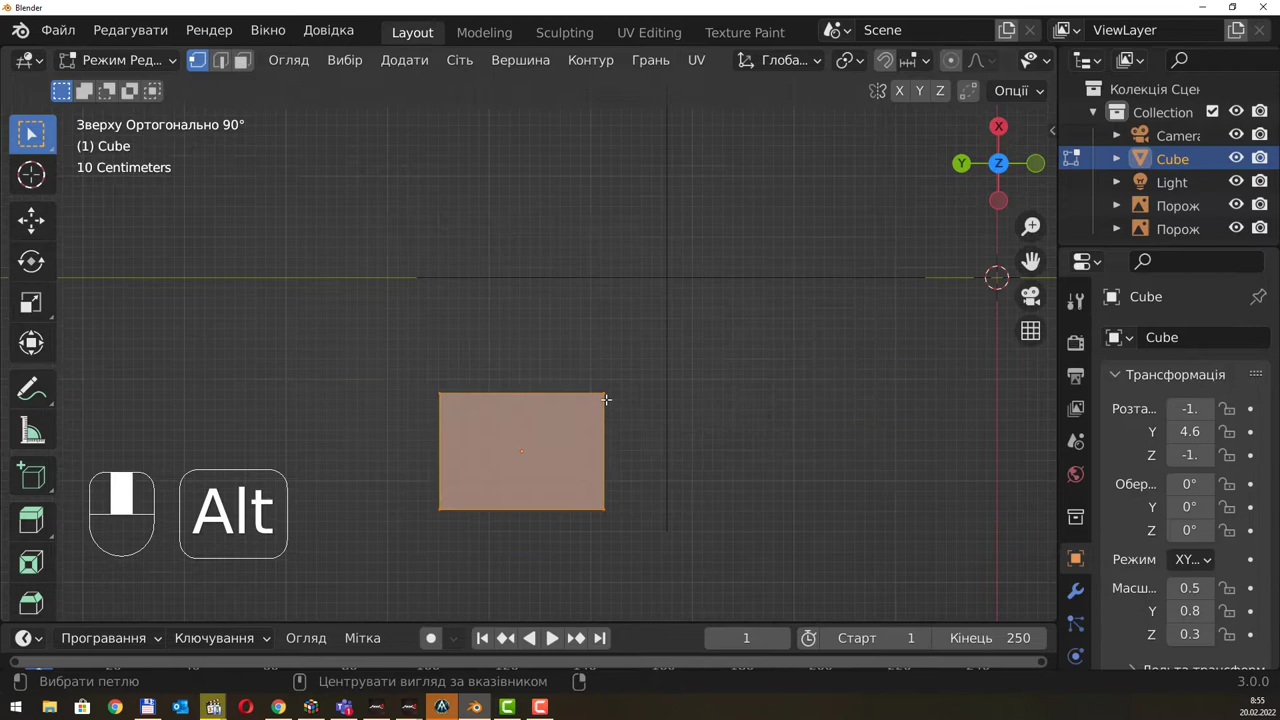 Blender
Файл Редагувати Рендер Вікно Довідка Layout Modeling Sculpting UV Editing Texture Paint Scene ViewLayer
Режим Ред... Огляд Вибір Додати Сіть Вершина Контур Грань UV Глоба...
X Y Z Опції
Зверху Ортогонально 90°
(1) Cube
10 Centimeters
X
Y Z
Alt
Колекція Сцен
Collection
Camera
Cube
Light
Порож
Порож
Cube
Cube
Трансформація
Розта... -1.
Y 4.6
Z -1.
Обер... 0°
Y 0°
Z 0°
Режим XY...
Масш... 0.5
Y 0.8
Z 0.3
Програвання Ключування Огляд Мітка 1 Старт 1 Кінець 250
Вибрати петлю Центрувати вигляд за вказівником 3.0.0
8:55
20.02.2022